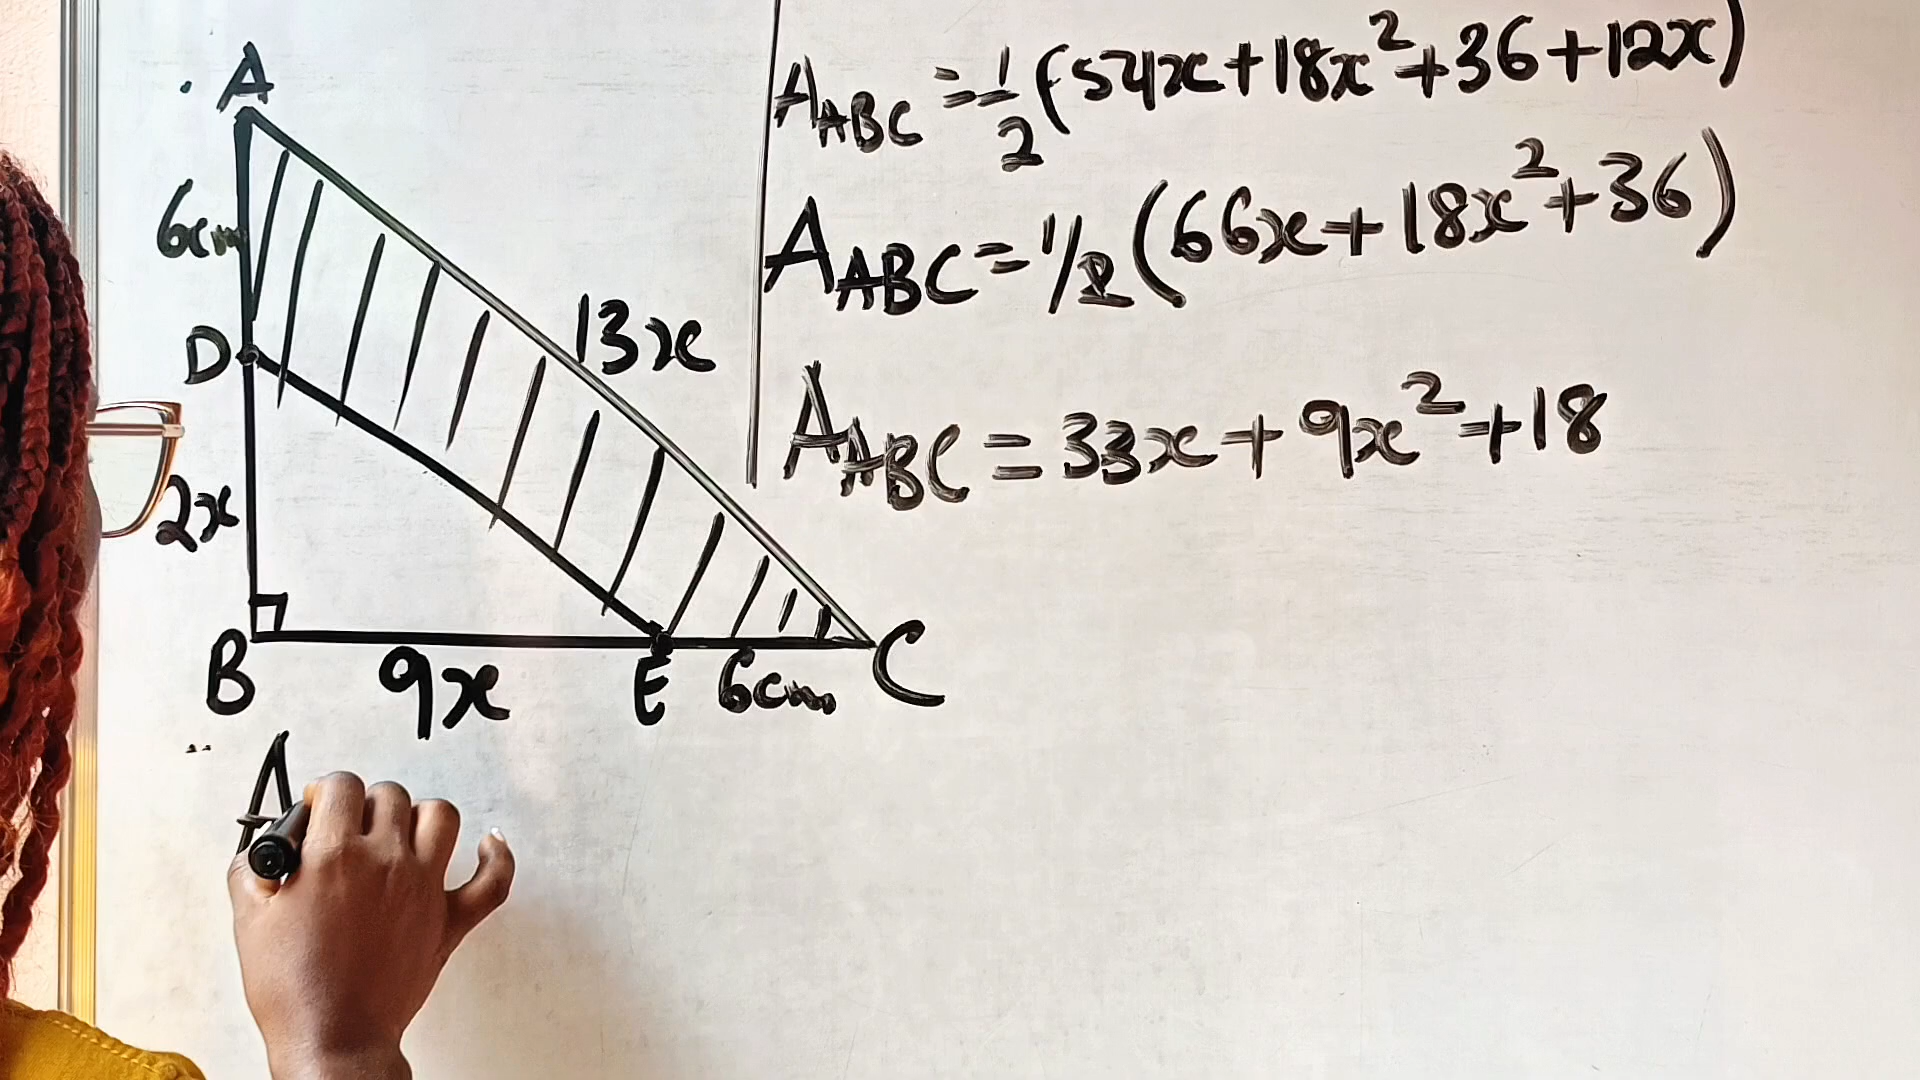 A
6cm
D
13x
2x
B
9x
E
6cm
C
A
A_ABC = 1/2 (54x + 18x² + 36 + 12x)
A_ABC = 1/2 (66x + 18x² + 36)
A_ABC = 33x + 9x² + 18